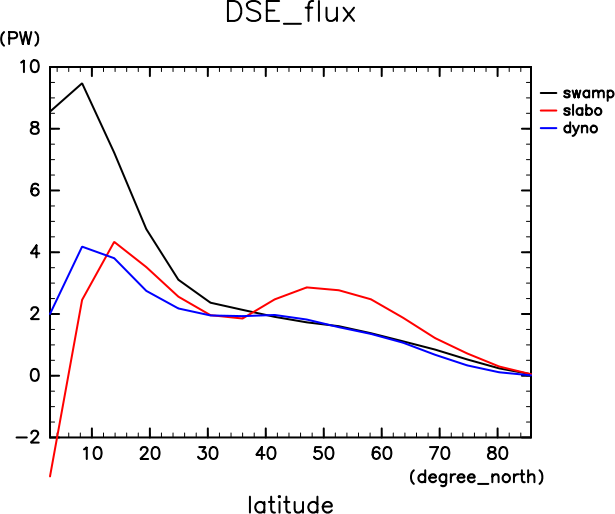 DSE_flux
(PW)
10
8
6
4
2
0
−2
10 20 30 40 50 60 70 80
(degree_north)
latitude
swamp
slabo
dyno